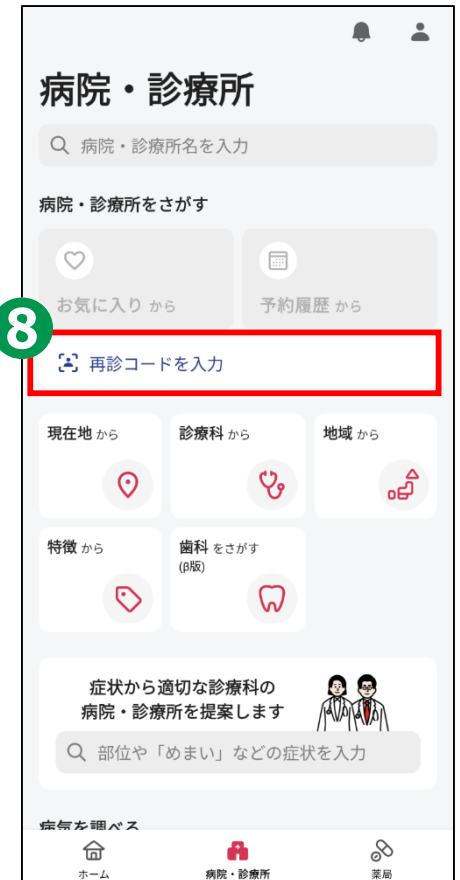 病院・診療所
病院・診療所名を入力
病院・診療所をさがす
お気に入り から
予約履歴 から
8
再診コードを入力
現在地 から
診療科 から
地域 から
特徴 から
歯科 をさがす
(β版)
症状から適切な診療科の
病院・診療所を提案します
部位や「めまい」などの症状を入力
病気を調べる
ホーム
病院・診療所
薬局